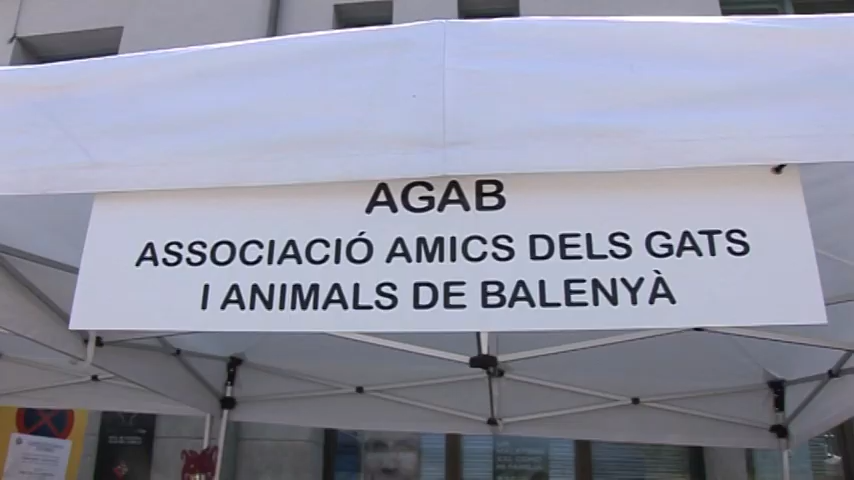 AGAB
ASSOCIACIÓ AMICS DELS GATS
I ANIMALS DE BALENYÀ